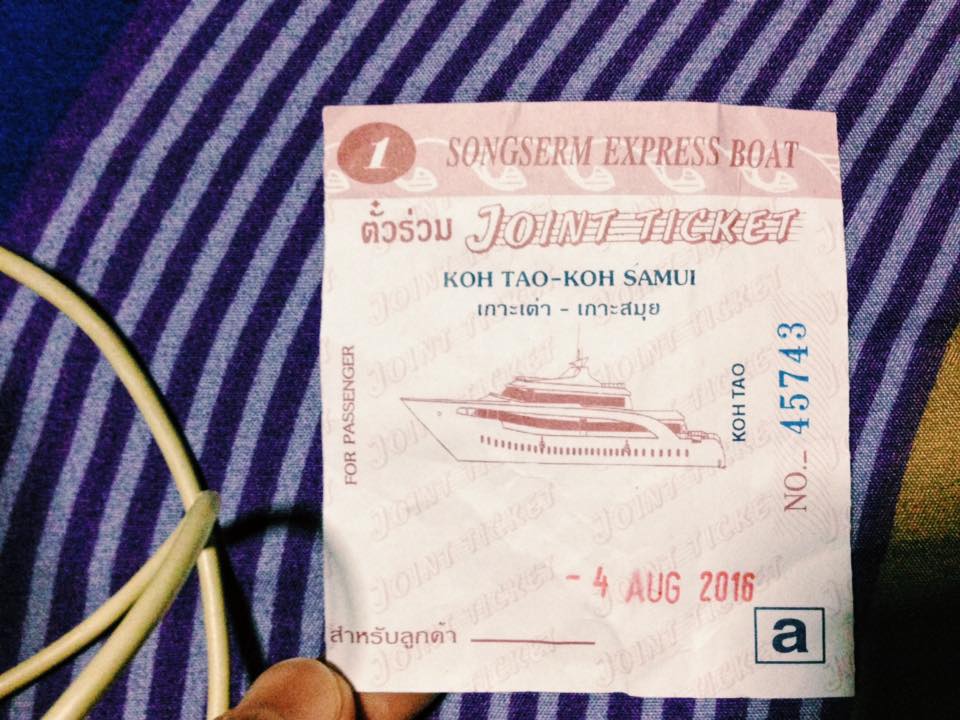 1 SONGSERM EXPRESS BOAT
ตั๋วร่วม JOINT TICKET
KOH TAO-KOH SAMUI
เกาะเต่า - เกาะสมุย
FOR PASSENGER
KOH TAO
NO.- 45743
- 4 AUG 2016
สำหรับลูกค้า
a